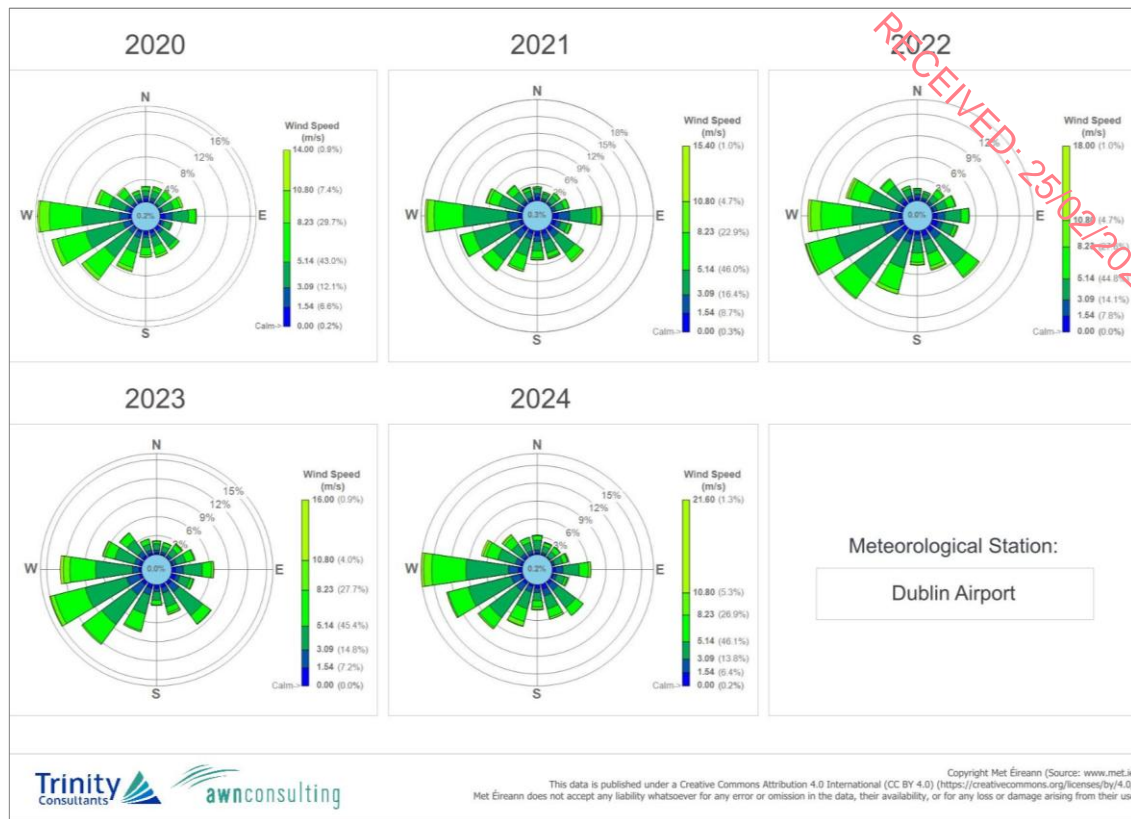 2020
N
16%
12%
8%
4%
0.2%
W
E
S
Wind Speed
(m/s)
14.00 (0.9%)
10.80 (7.4%)
8.23 (29.7%)
5.14 (43.0%)
3.09 (12.1%)
1.54 (6.6%)
Calm-> 0.00 (0.2%)
2021
N
18%
15%
12%
9%
6%
3%
0.3%
W
E
S
Wind Speed
(m/s)
15.40 (1.0%)
10.80 (4.7%)
8.23 (22.9%)
5.14 (46.0%)
3.09 (16.4%)
1.54 (8.7%)
Calm-> 0.00 (0.3%)
2022
RECEIVED: 25/02/202
N
12%
9%
6%
3%
0.0%
W
E
S
Wind Speed
(m/s)
18.00 (1.0%)
10.80 (4.7%)
5.14 (44.8%)
3.09 (14.1%)
1.54 (7.8%)
Calm-> 0.00 (0.0%)
2023
N
15%
12%
9%
6%
3%
0.0%
W
E
S
Wind Speed
(m/s)
16.00 (0.9%)
10.80 (4.0%)
8.23 (27.7%)
5.14 (45.4%)
3.09 (14.8%)
1.54 (7.2%)
Calm-> 0.00 (0.0%)
2024
N
15%
12%
9%
6%
3%
0.2%
W
E
S
Wind Speed
(m/s)
21.60 (1.3%)
10.80 (5.3%)
8.23 (26.9%)
5.14 (46.1%)
3.09 (13.8%)
1.54 (6.4%)
Calm-> 0.00 (0.2%)
Meteorological Station:
Dublin Airport
Trinity
Consultants
awnconsulting
Copyright Met Éireann (Source: www.met.i
This data is published under a Creative Commons Attribution 4.0 International (CC BY 4.0) (https://creativecommons.org/licenses/by/4.0
Met Éireann does not accept any liability whatsoever for any error or omission in the data, their availability, or for any loss or damage arising from their us